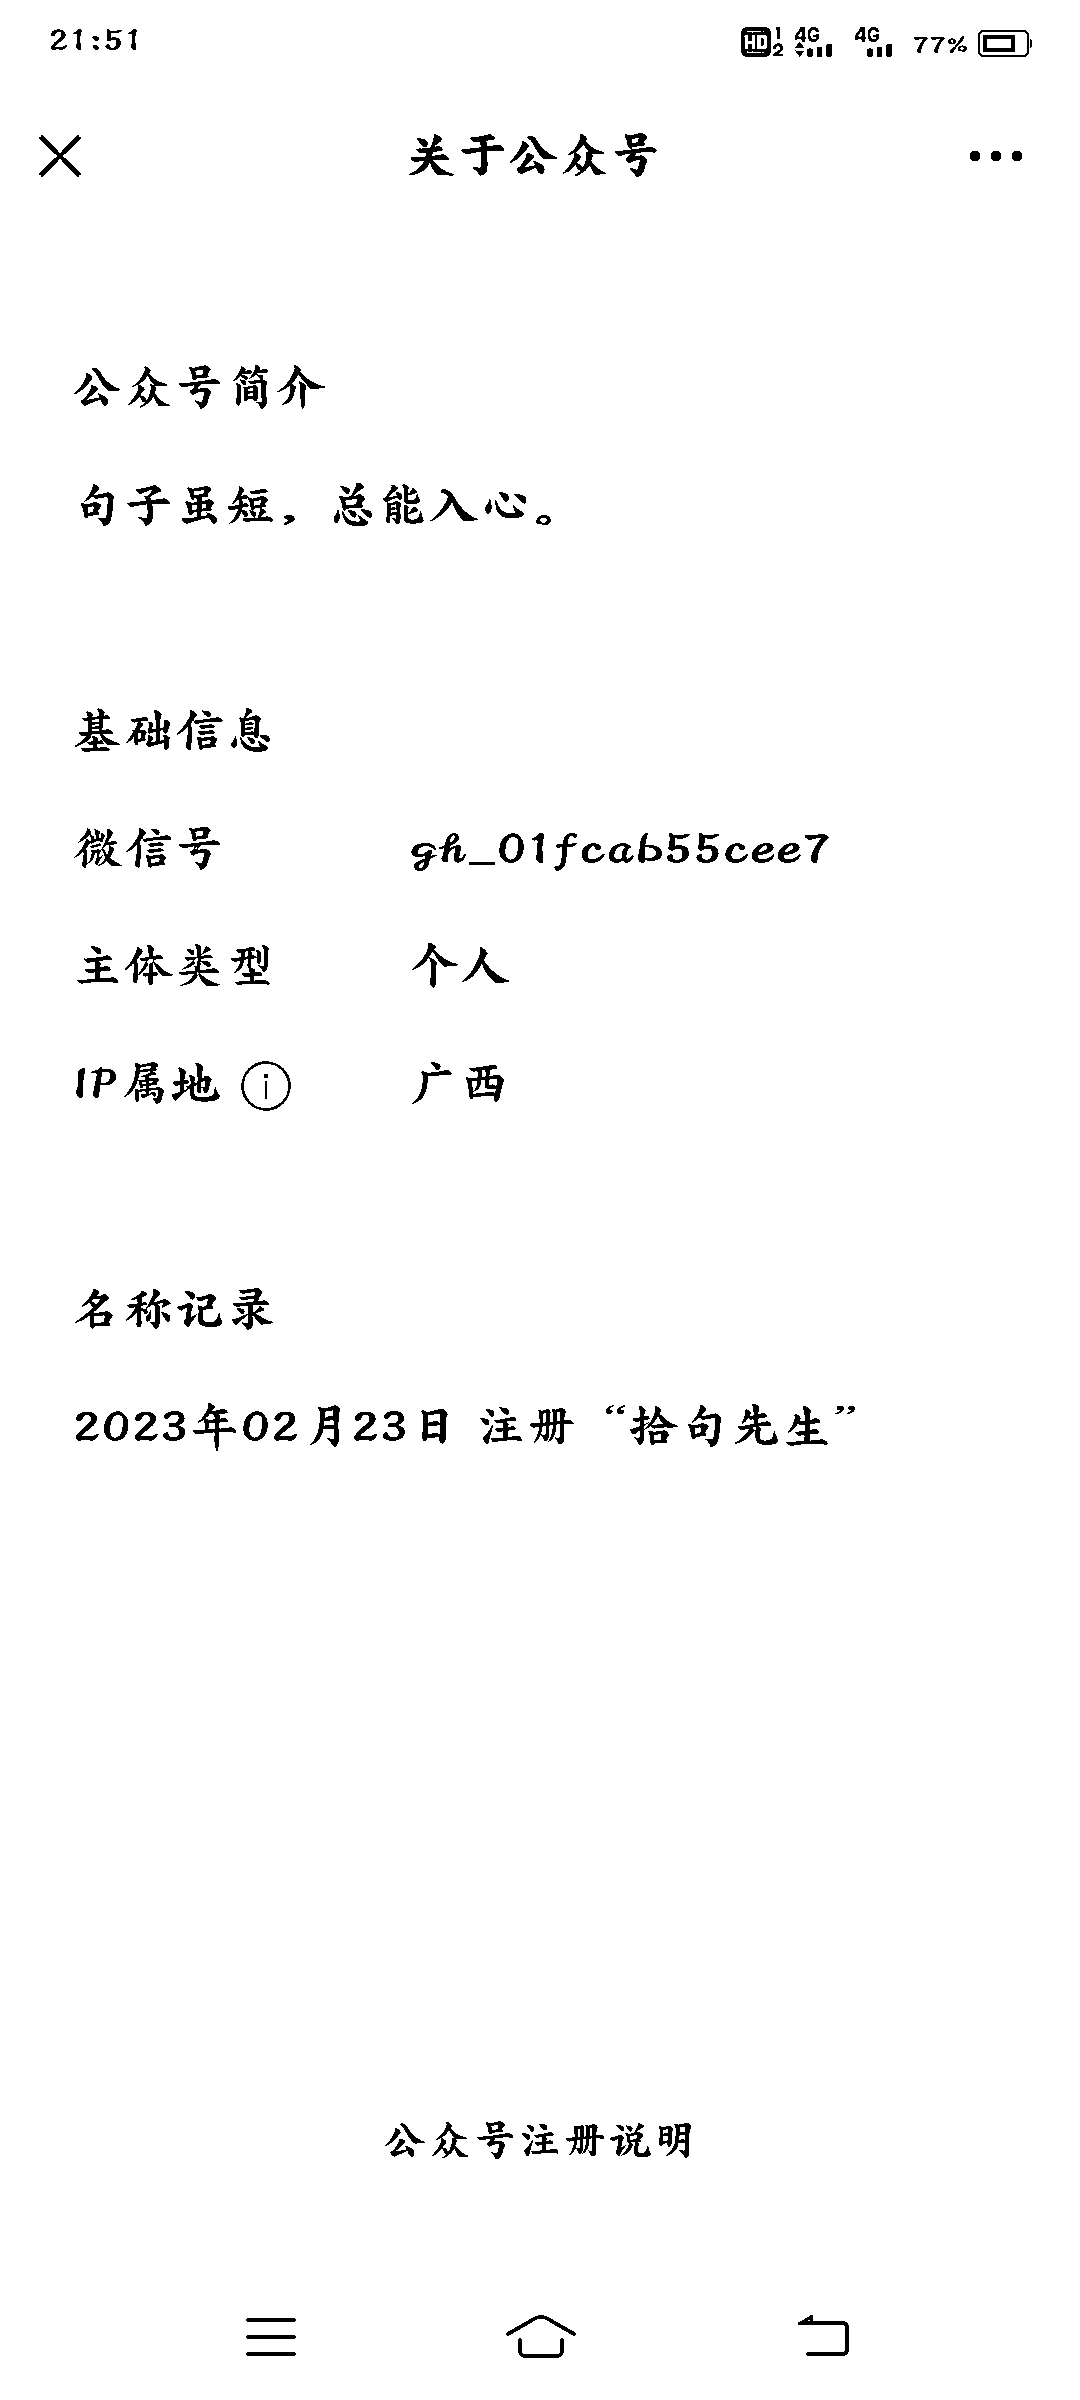 21:51 HD 1 2 4G 4G 77%
关于公众号
公众号简介
句子虽短，总能入心。
基础信息
微信号 gh_01fcab55cee7
主体类型 个人
IP属地 i 广西
名称记录
2023年02月23日 注册“拾句先生”
公众号注册说明